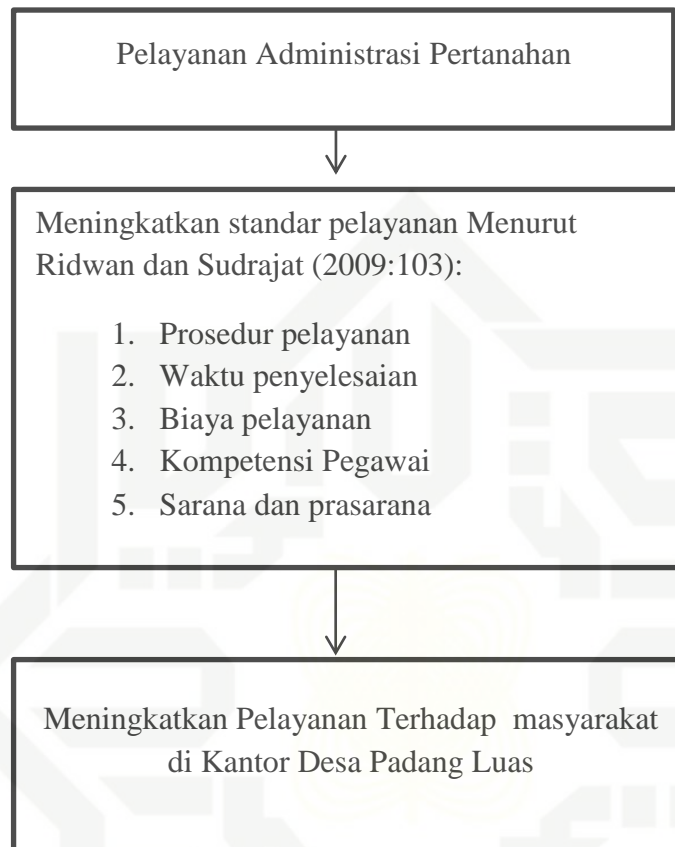 Pelayanan Administrasi Pertanahan
Meningkatkan standar pelayanan Menurut
Ridwan dan Sudrajat (2009:103):
1. Prosedur pelayanan
2. Waktu penyelesaian
3. Biaya pelayanan
4. Kompetensi Pegawai
5. Sarana dan prasarana
Meningkatkan Pelayanan Terhadap masyarakat
di Kantor Desa Padang Luas